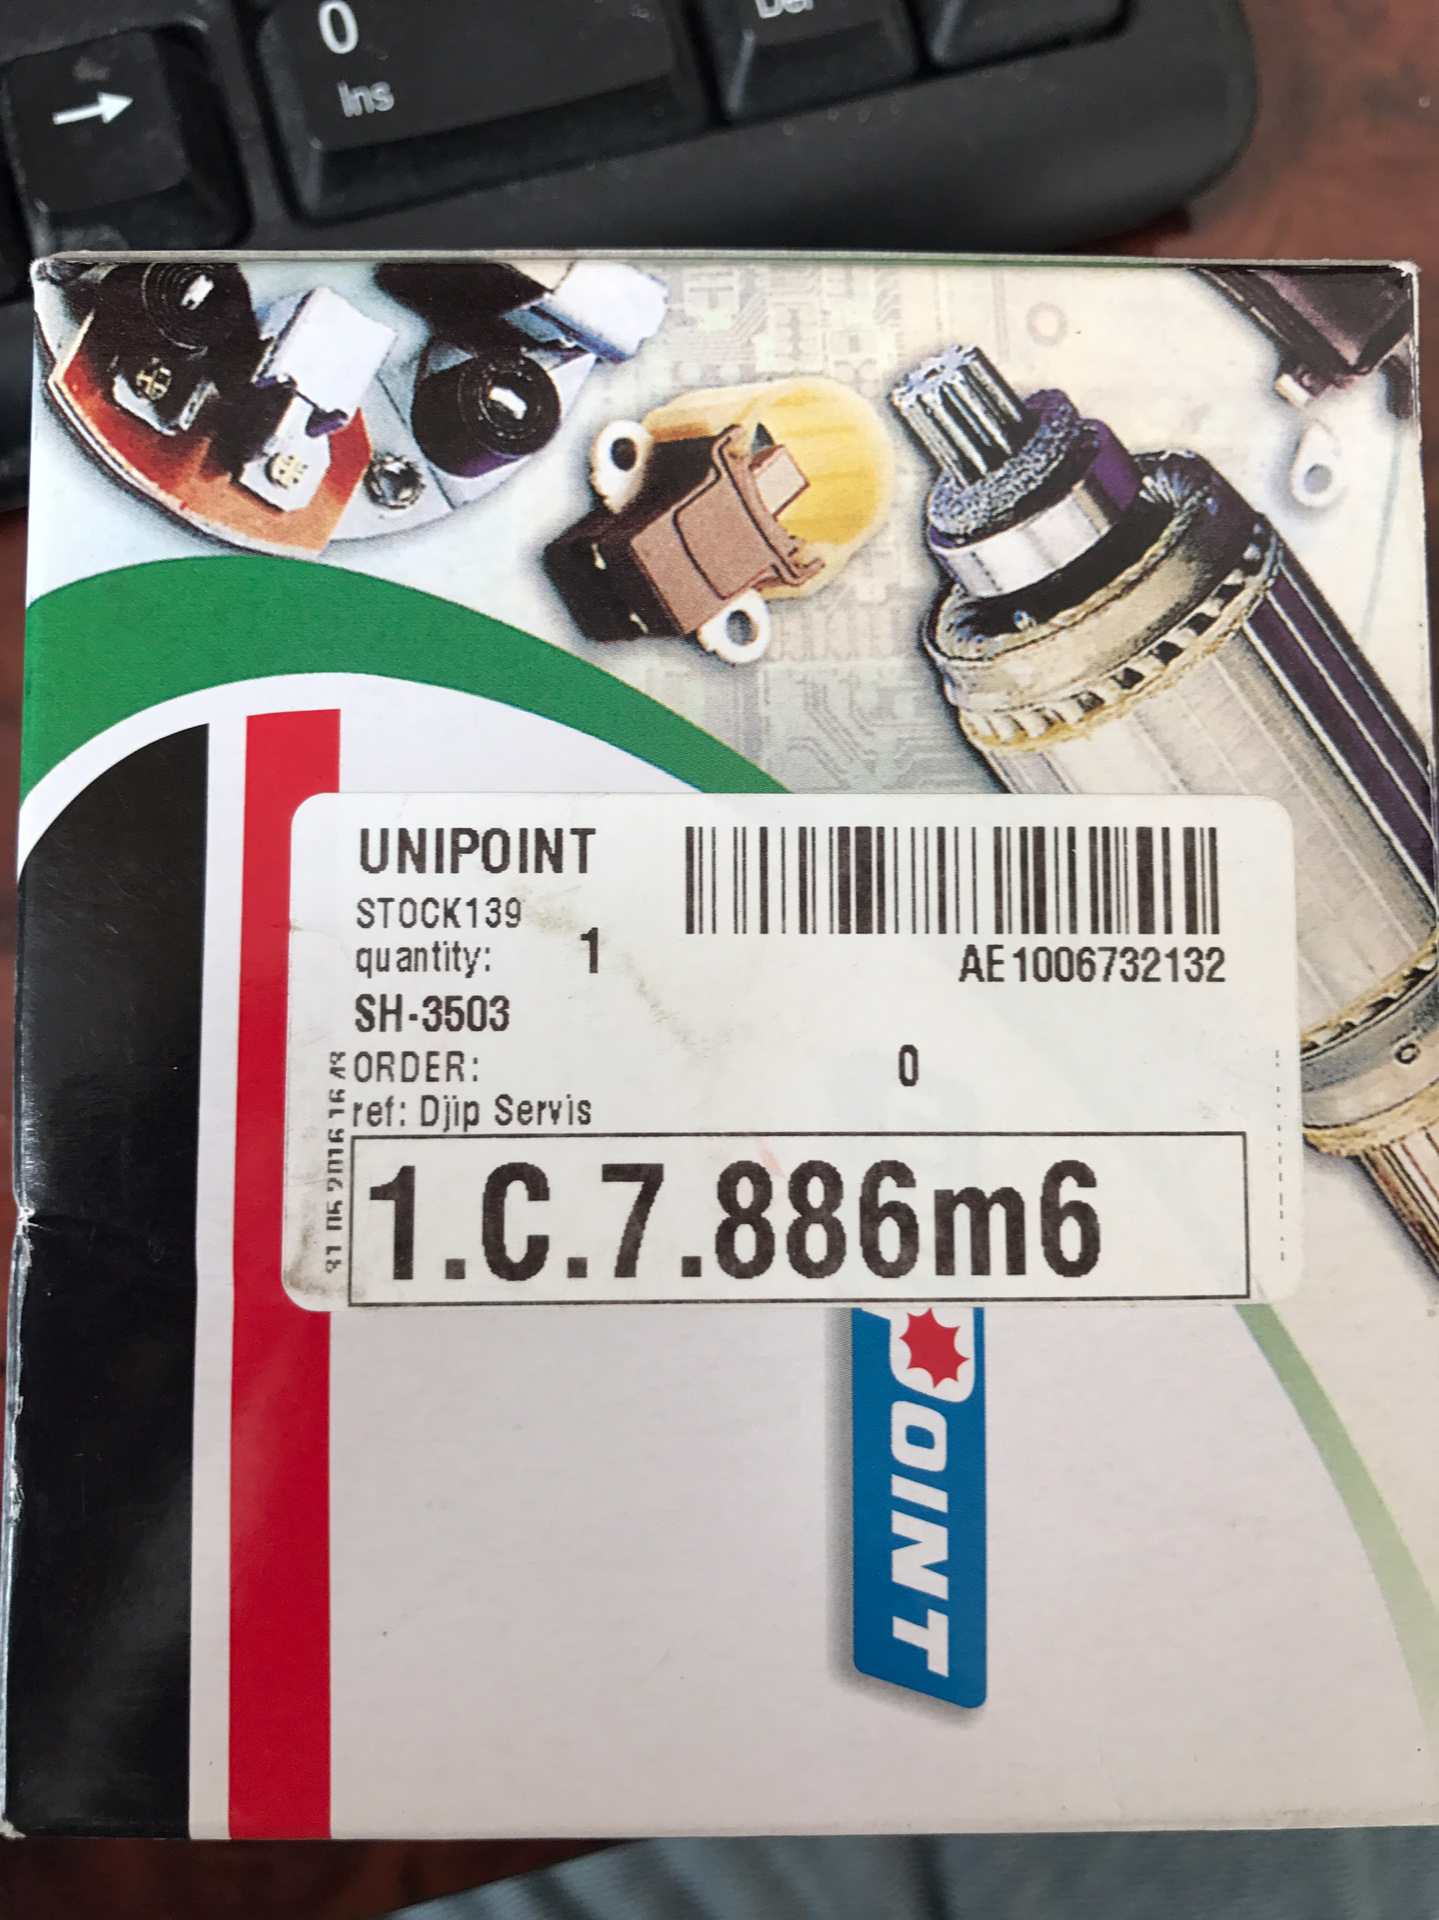 0
Ins
UNIPOINT
STOCK139
quantity: 1
AE1006732132
SH-3503
ORDER: 0
ref: Djip Servis
1.C.7.886m6
POINT